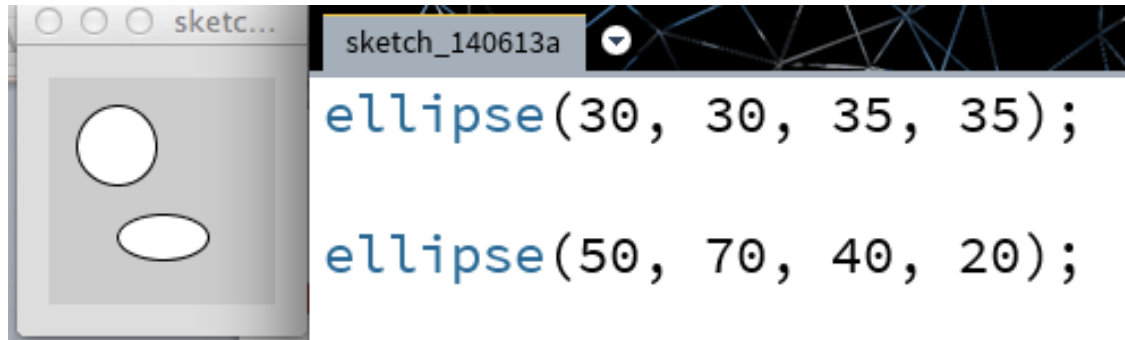 sketc...
sketch_140613a
ellipse(30, 30, 35, 35);
ellipse(50, 70, 40, 20);